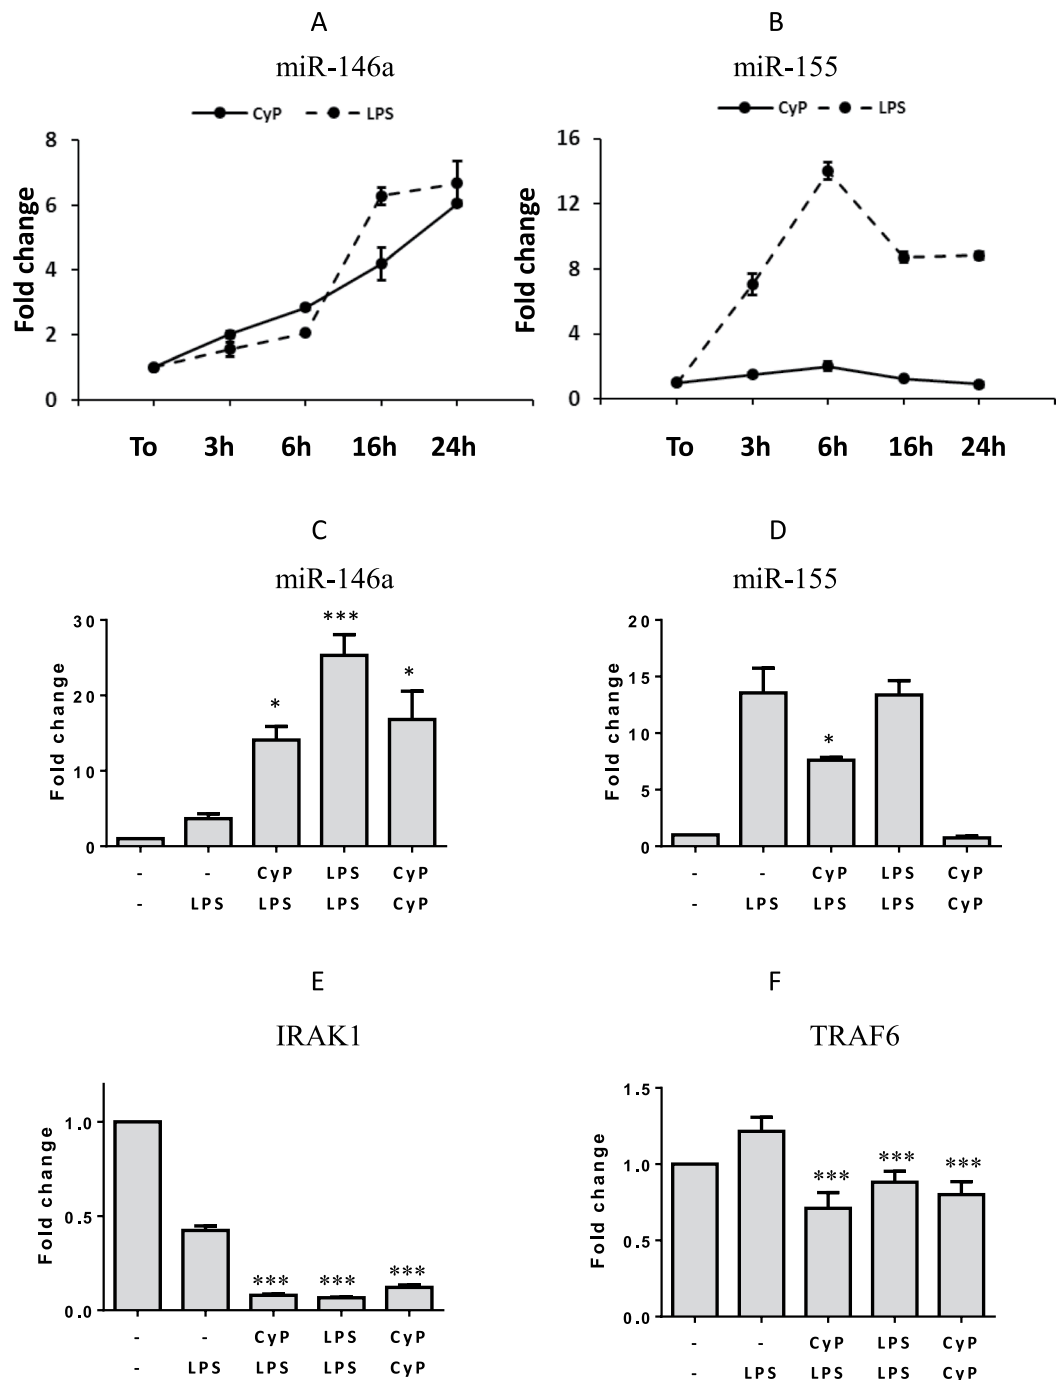 A
miR-146a
CyP LPS
8
6
4
2
0
Fold change
To 3h 6h 16h 24h
B
miR-155
CyP LPS
16
12
8
4
0
Fold change
To 3h 6h 16h 24h
C
miR-146a
30
20
10
0
Fold change
* *** *
- - CyP LPS CyP
- LPS LPS LPS CyP
D
miR-155
20
15
10
5
0
Fold change
*
- - CyP LPS CyP
- LPS LPS LPS CyP
E
IRAK1
1.0
0.5
0.0
Fold change
*** *** ***
- - CyP LPS CyP
- LPS LPS LPS CyP
F
TRAF6
1.5
1.0
0.5
0.0
Fold change
*** *** ***
- - CyP LPS CyP
- LPS LPS LPS CyP